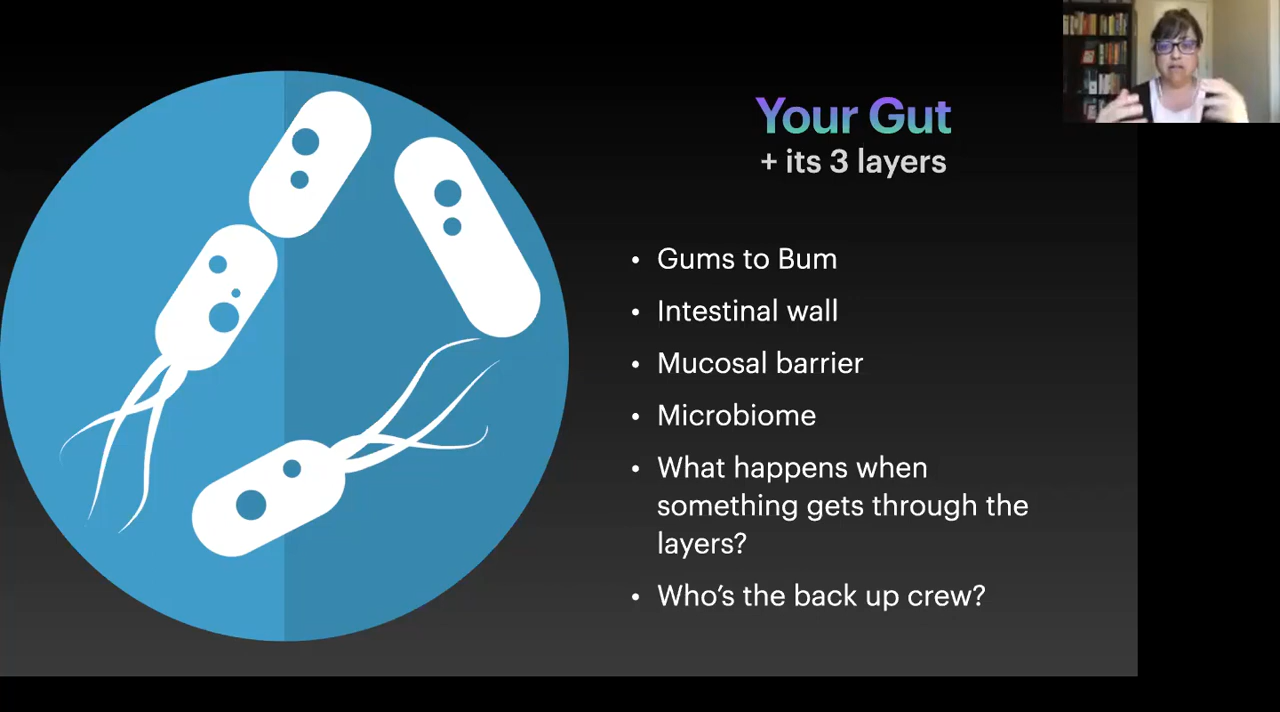 Your Gut
+ its 3 layers
• Gums to Bum
• Intestinal wall
• Mucosal barrier
• Microbiome
• What happens when
something gets through the
layers?
• Who’s the back up crew?